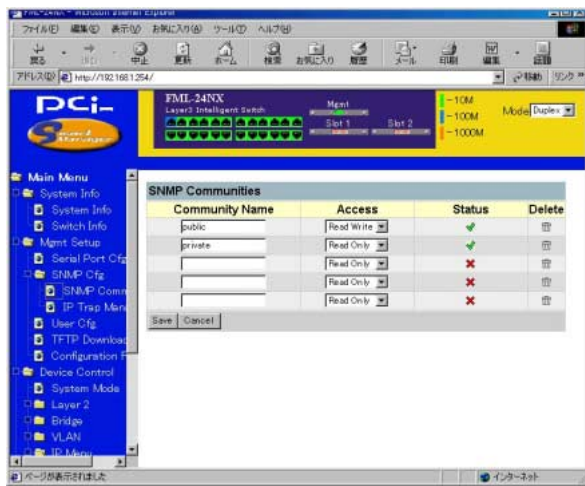 FML-24NX - Microsoft Internet Explorer
ファイル(F) 編集(E) 表示(V) お気に入り(A) ツール(T) ヘルプ(H)
戻る 中止 更新 ホーム 検索 お気に入り 履歴 メール 印刷 編集
アドレス(D) http://192.168.1.254/ 移動 リンク
DCi-
FML-24NX
Layer3 Intelligent Switch
Mgmt
Slot 1 Slot 2
10M
100M
1000M
Mode Duplex
Main Menu
System Info
System Info
Switch Info
Mgmt Setup
Serial Port Cfg
SNMP Cfg
SNMP Comm
IP Trap Man
User Cfg
TFTP Download
Configuration F
Device Control
System Mode
Layer 2
Bridge
VLAN
IP Menu
SNMP Communities
Community Name Access Status Delete
public Read Write
private Read Only
Read Only
Read Only
Read Only
Save Cancel
ページが表示されました インターネット